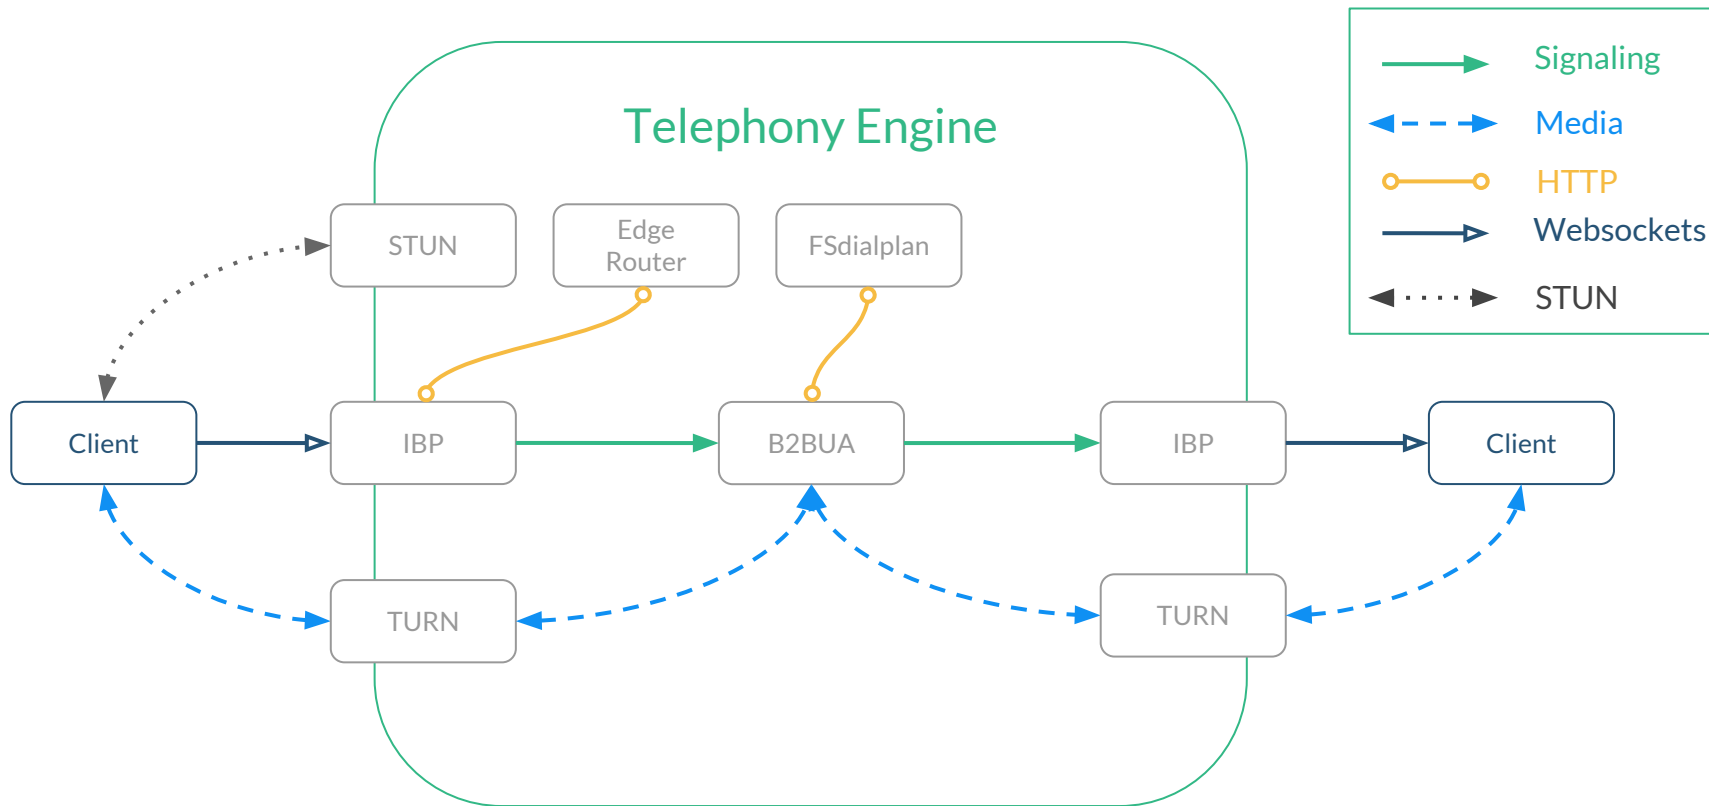 Telephony Engine
Signaling
Media
HTTP
Websockets
STUN
STUN
Edge
Router
FSdialplan
Client
IBP
B2BUA
IBP
Client
TURN
TURN